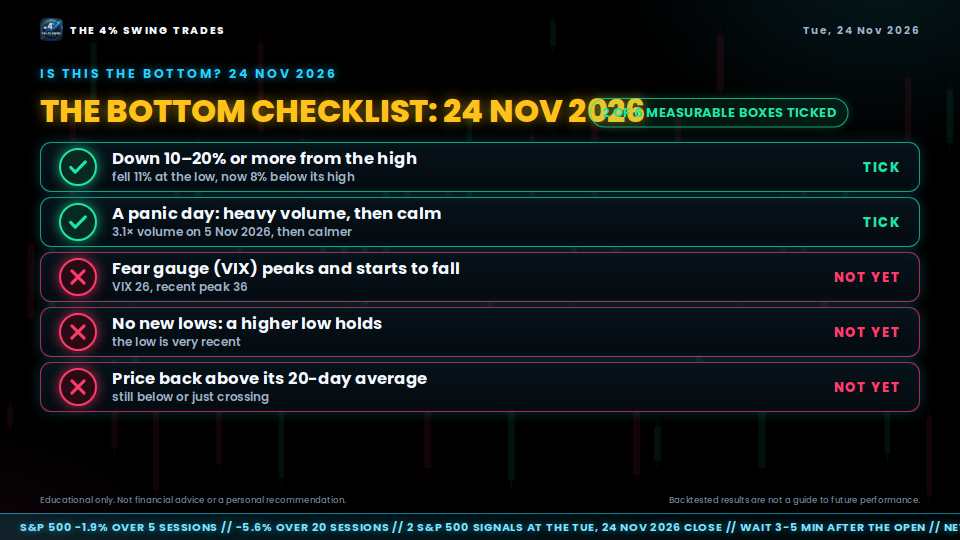 THE 4% SWING TRADES
Tue, 24 Nov 2026
IS THIS THE BOTTOM? 24 NOV 2026
THE BOTTOM CHECKLIST: 24 NOV 2026
MEASURABLE BOXES TICKED
Down 10–20% or more from the high
fell 11% at the low, now 8% below its high
TICK
A panic day: heavy volume, then calm
3.1× volume on 5 Nov 2026, then calmer
TICK
Fear gauge (VIX) peaks and starts to fall
VIX 26, recent peak 36
NOT YET
No new lows: a higher low holds
the low is very recent
NOT YET
Price back above its 20-day average
still below or just crossing
NOT YET
Educational only. Not financial advice or a personal recommendation.
Backtested results are not a guide to future performance.
S&P 500 -1.9% OVER 5 SESSIONS // -5.6% OVER 20 SESSIONS // 2 S&P 500 SIGNALS AT THE TUE, 24 NOV 2026 CLOSE // WAIT 3-5 MIN AFTER THE OPEN //